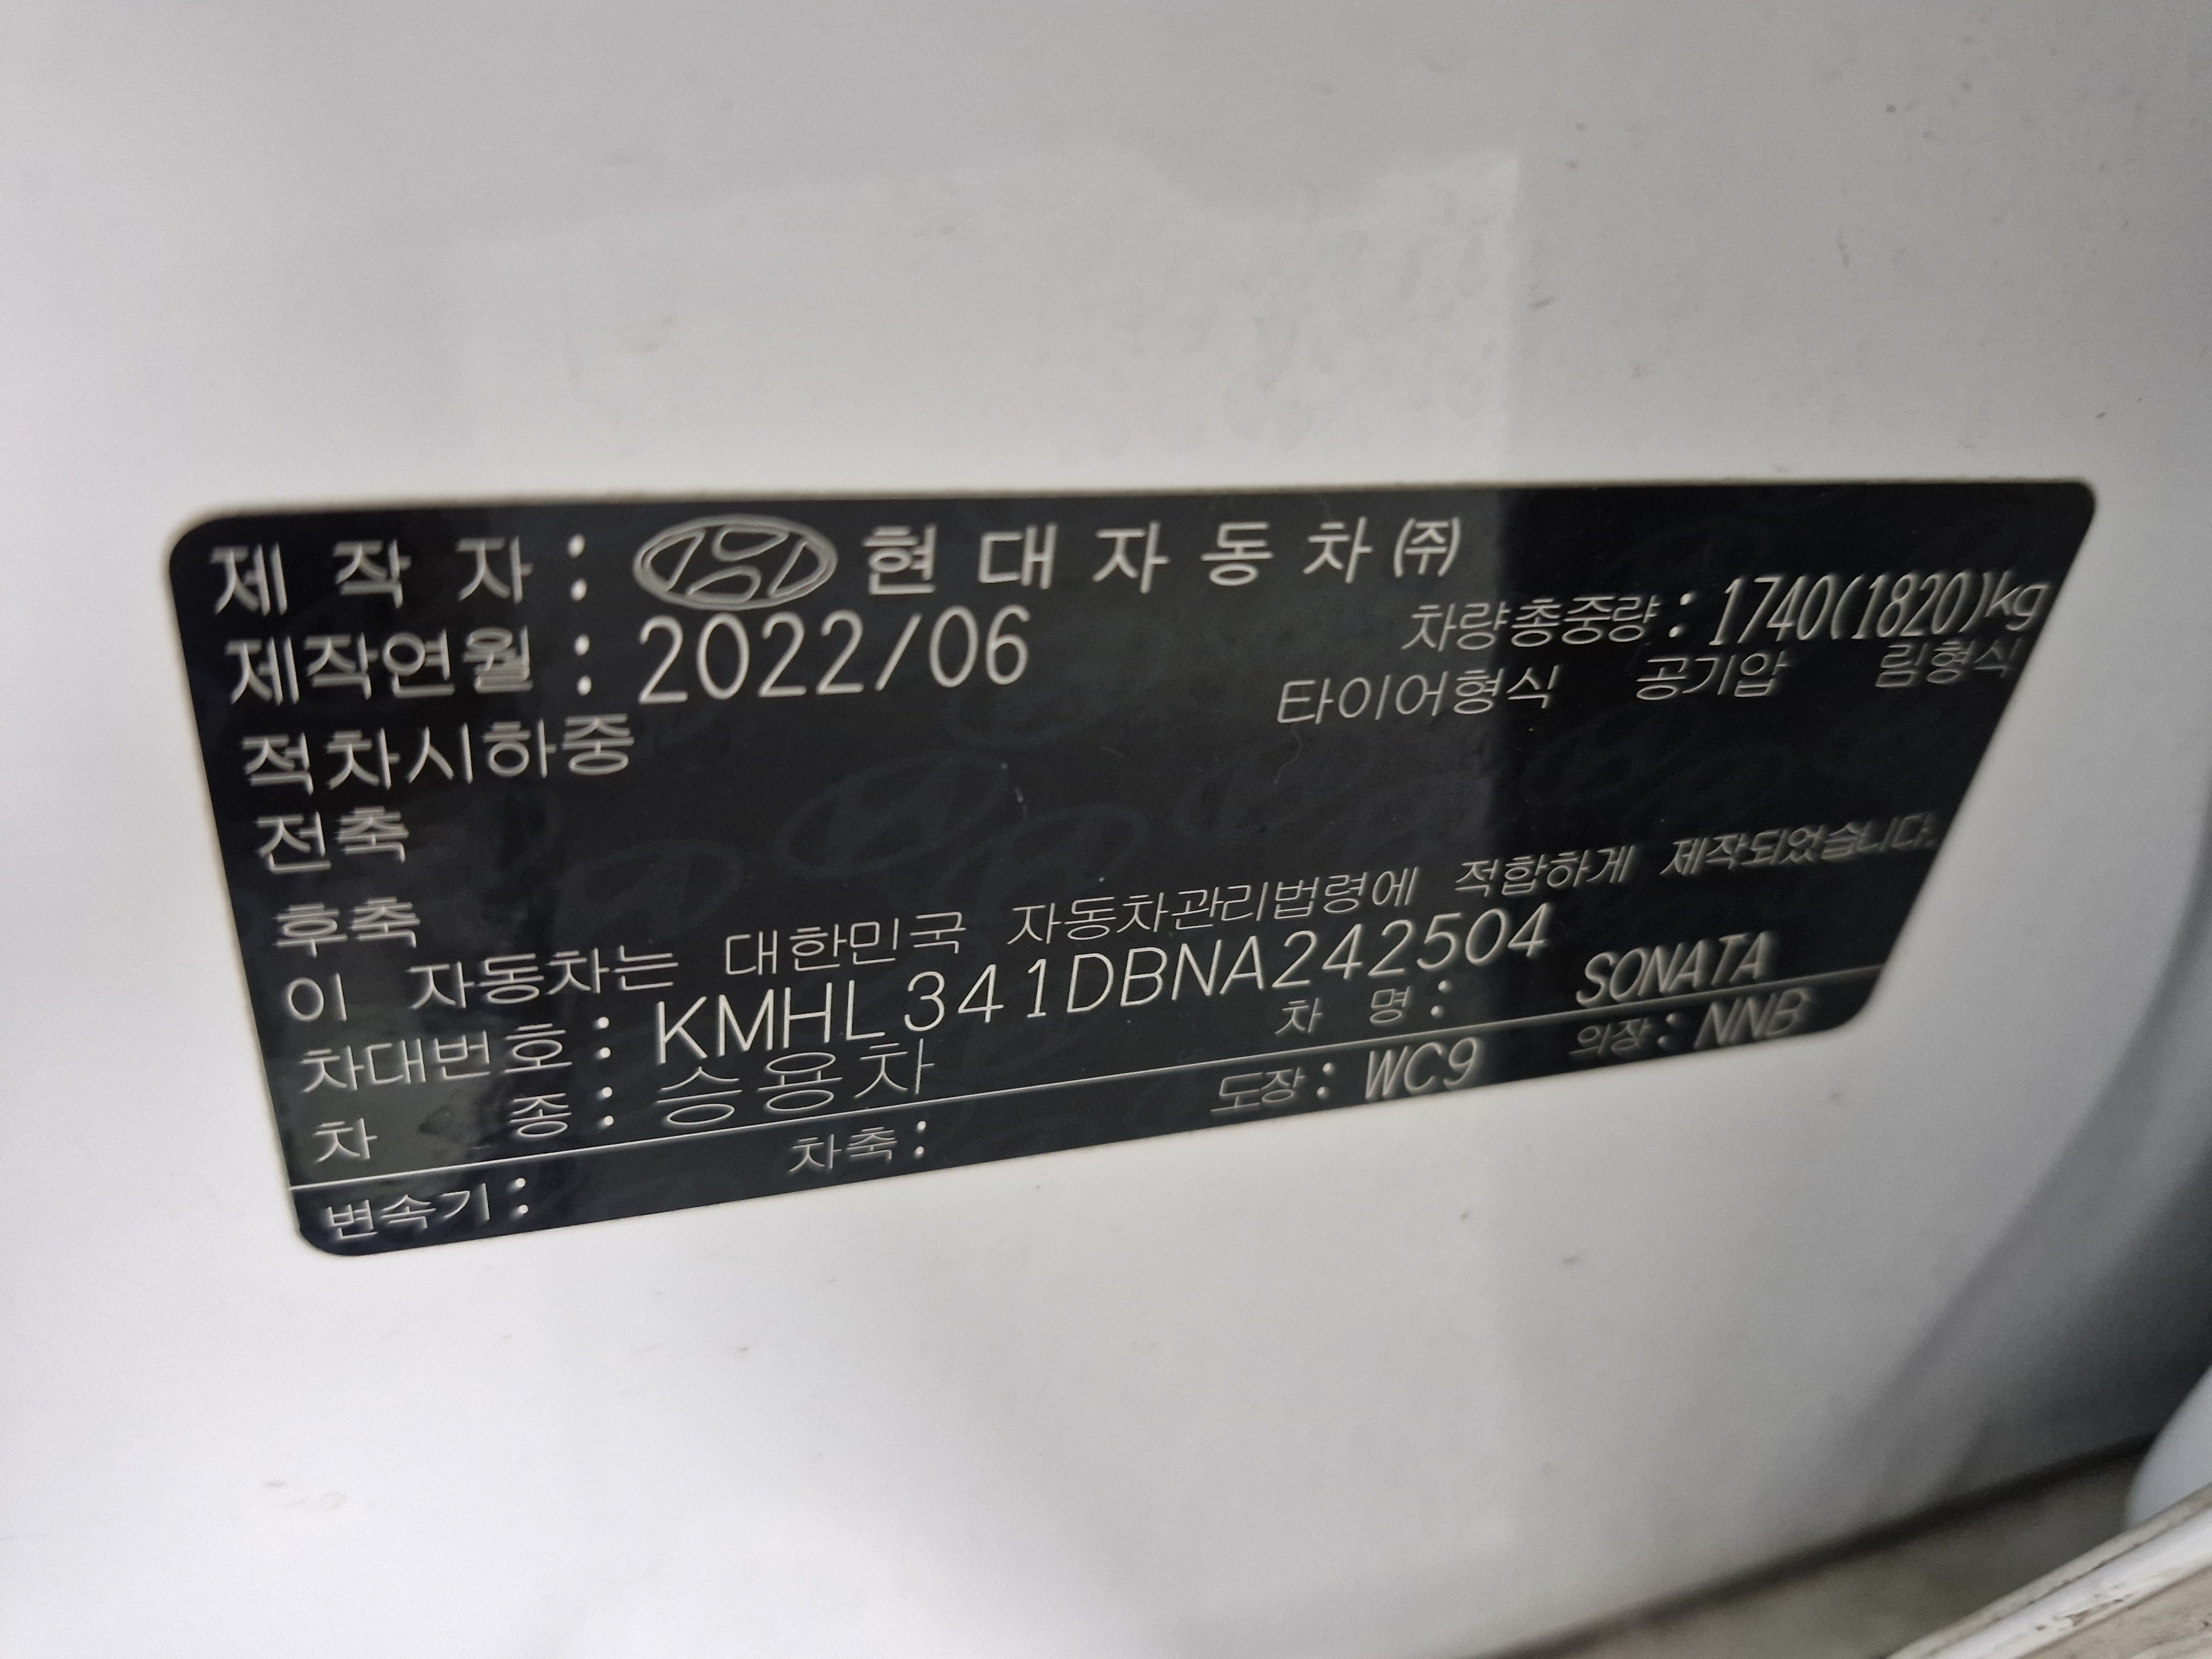 제 작 자 : 현 대 자 동 차 ㈜
제작연월 : 2022/06
차량총중량 : 1740(1820)kg
적차시하중
타이어형식 공기압 림형식
전축
후축
이 자동차는 대한민국 자동차관리법령에 적합하게 제작되었습니다.
차대번호 : KMHL341DBNA242504
차 종 : 승용차
차 명 : SONATA
변속기 : 차축 : 도장 : WC9 의장 : NNB